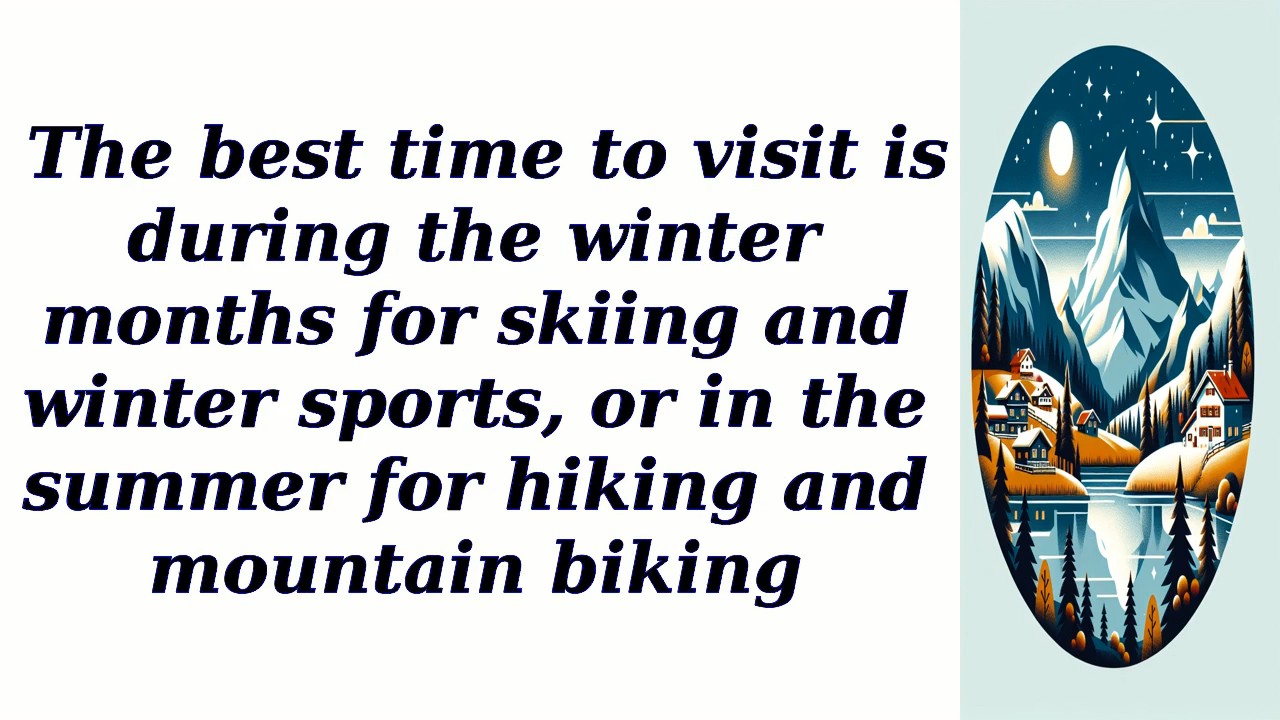 The best time to visit is
during the winter
months for skiing and
winter sports, or in the
summer for hiking and
mountain biking